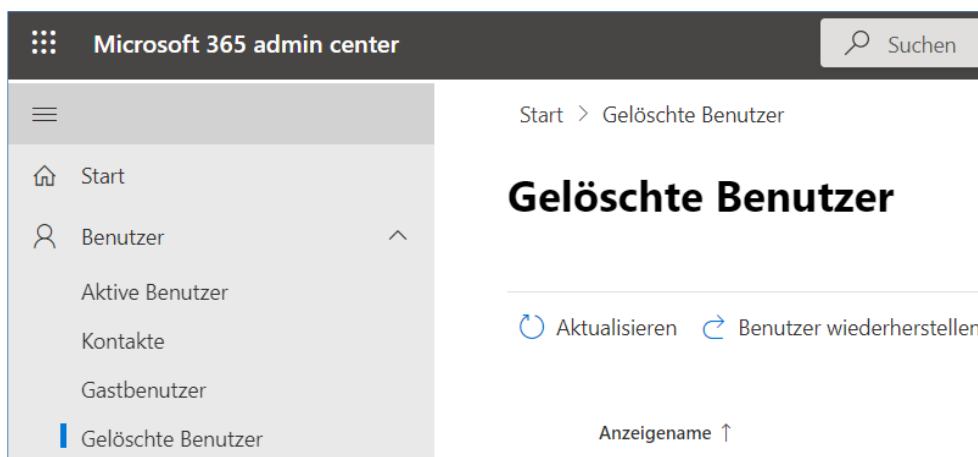 Microsoft 365 admin center
Suchen
Start
Benutzer
Aktive Benutzer
Kontakte
Gastbenutzer
Gelöschte Benutzer
Start > Gelöschte Benutzer
Gelöschte Benutzer
Aktualisieren Benutzer wiederherstellen
Anzeigename ↑